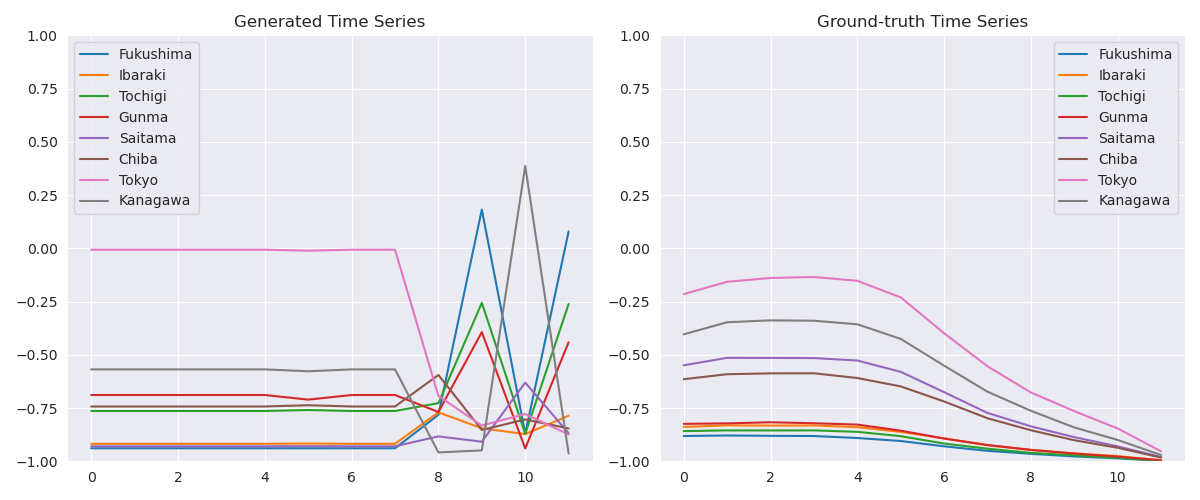 Generated Time Series
1.00
0.75
0.50
0.25
0.00
−0.25
−0.50
−0.75
−1.00
0 2 4 6 8 10
Fukushima
Ibaraki
Tochigi
Gunma
Saitama
Chiba
Tokyo
Kanagawa
Ground-truth Time Series
1.00
0.75
0.50
0.25
0.00
−0.25
−0.50
−0.75
−1.00
0 2 4 6 8 10
Fukushima
Ibaraki
Tochigi
Gunma
Saitama
Chiba
Tokyo
Kanagawa